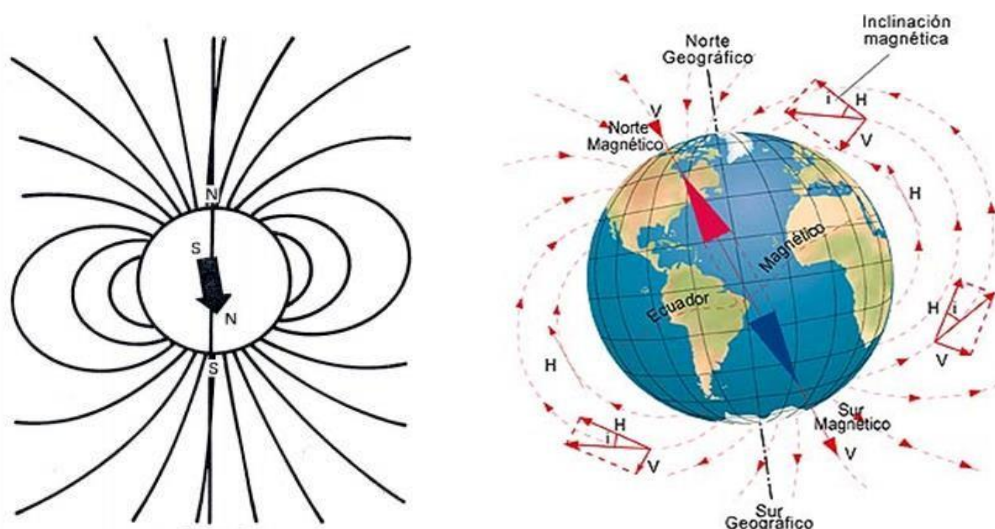 N
S
N
S
Inclinación
magnética
Norte
Geográfico
i
H
V
V
Norte
Magnético
H
Magnético
Ecuador
H
i
V
H
H
i
V
Sur
Magnético
V
Sur
Geográfico